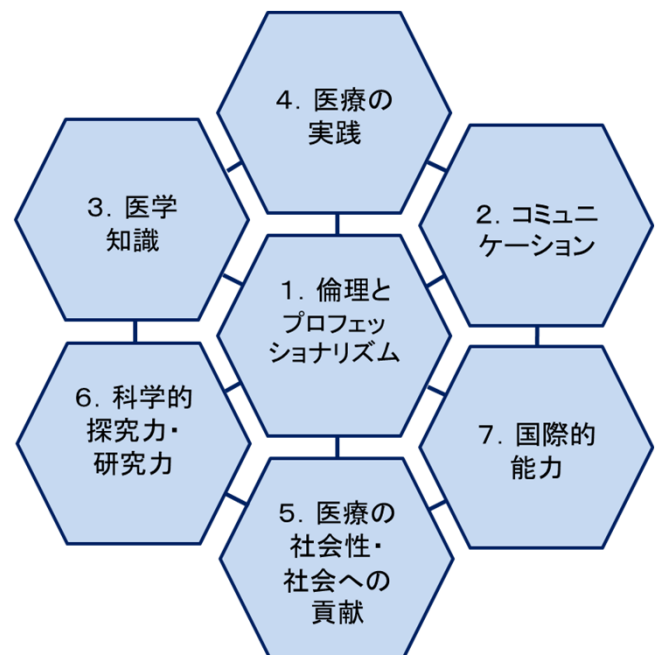 ４．医療の
実践
３．医学
知識
２．コミュニ
ケーション
１．倫理と
プロフェッ
ショナリズム
６．科学的
探究力・
研究力
７．国際的
能力
５．医療の
社会性・
社会への
貢献